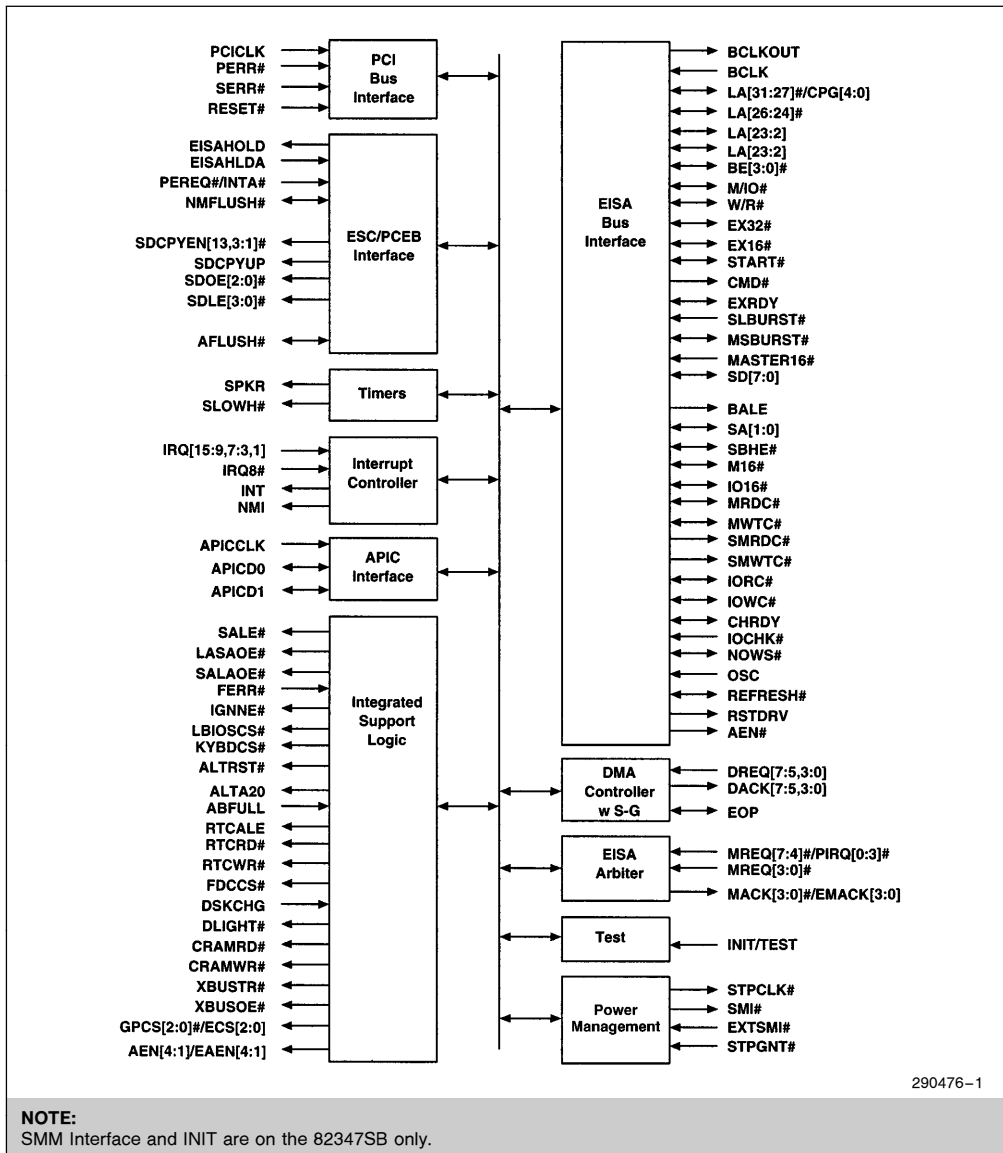 PCICLK
PERR#
SERR#
RESET#
PCI
Bus
Interface
EISAHOLD
EISAHLDA
PEREQ#/INTA#
NMFLUSH#
SDCPYEN[13,3:1]#
SDCPYUP
SDOE[2:0]#
SDLE[3:0]#
AFLUSH#
ESC/PCEB
Interface
SPKR
SLOWH#
Timers
IRQ[15:9,7:3,1]
IRQ8#
INT
NMI
Interrupt
Controller
APICCLK
APICD0
APICD1
APIC
Interface
SALE#
LASAOE#
SALAOE#
FERR#
IGNNE#
LBIOSCS#
KYBDCS#
ALTRST#
ALTA20
ABFULL
RTCALE
RTCRD#
RTCWR#
FDCCS#
DSKCHG
DLIGHT#
CRAMRD#
CRAMWR#
XBUSTR#
XBUSOE#
GPCS[2:0]#/ECS[2:0]
AEN[4:1]/EAEN[4:1]
Integrated
Support
Logic
EISA
Bus
Interface
BCLKOUT
BCLK
LA[31:27]#/CPG[4:0]
LA[26:24]#
LA[23:2]
LA[23:2]
BE[3:0]#
M/IO#
W/R#
EX32#
EX16#
START#
CMD#
EXRDY
SLBURST#
MSBURST#
MASTER16#
SD[7:0]
BALE
SA[1:0]
SBHE#
M16#
IO16#
MRDC#
MWTC#
SMRDC#
SMWTC#
IORC#
IOWC#
CHRDY
IOCHK#
NOWS#
OSC
REFRESH#
RSTDRV
AEN#
DMA
Controller
w S-G
DREQ[7:5,3:0]
DACK[7:5,3:0]
EOP
EISA
Arbiter
MREQ[7:4]#/PIRQ[0:3]#
MREQ[3:0]#
MACK[3:0]#/EMACK[3:0]
Test
INIT/TEST
Power
Management
STPCLK#
SMI#
EXTSMI#
STPGNT#
290476–1
NOTE:
SMM Interface and INIT are on the 82347SB only.